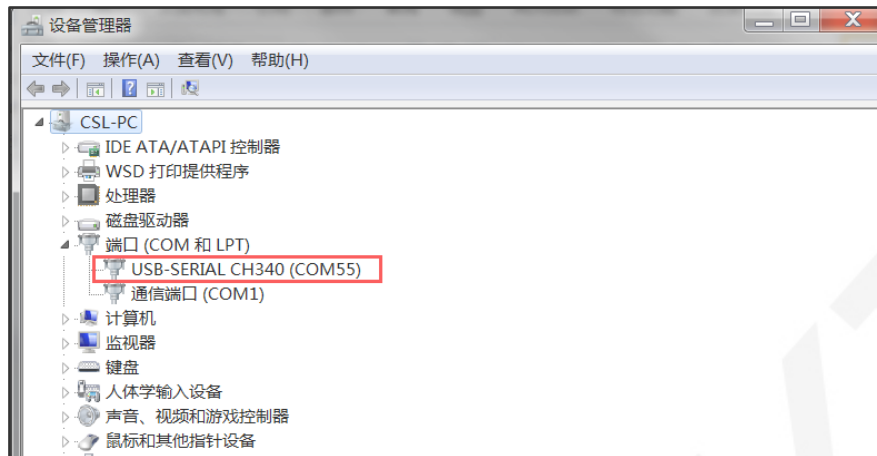 设备管理器
文件(F) 操作(A) 查看(V) 帮助(H)
CSL-PC
IDE ATA/ATAPI 控制器
WSD 打印提供程序
处理器
磁盘驱动器
端口 (COM 和 LPT)
USB-SERIAL CH340 (COM55)
通信端口 (COM1)
计算机
监视器
键盘
人体学输入设备
声音、视频和游戏控制器
鼠标和其他指针设备